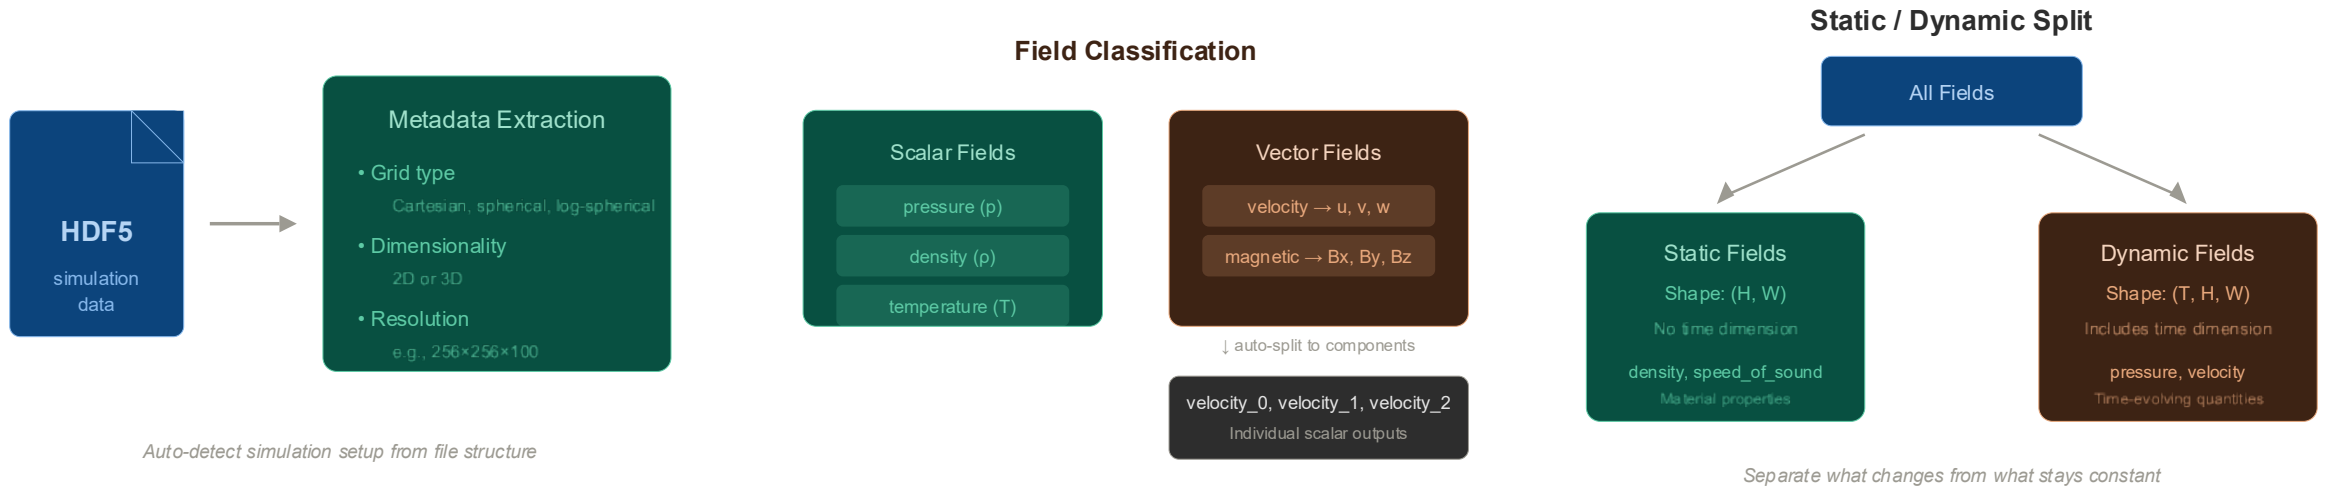 HDF5
simulation
data
Metadata Extraction
• Grid type
Cartesian, spherical, log-spherical
• Dimensionality
2D or 3D
• Resolution
e.g., 256×256×100
Auto-detect simulation setup from file structure
Field Classification
Scalar Fields
pressure (p)
density (ρ)
temperature (T)
Vector Fields
velocity → u, v, w
magnetic → Bx, By, Bz
↓ auto-split to components
velocity_0, velocity_1, velocity_2
Individual scalar outputs
Static / Dynamic Split
All Fields
Static Fields
Shape: (H, W)
No time dimension
density, speed_of_sound
Material properties
Dynamic Fields
Shape: (T, H, W)
Includes time dimension
pressure, velocity
Time-evolving quantities
Separate what changes from what stays constant